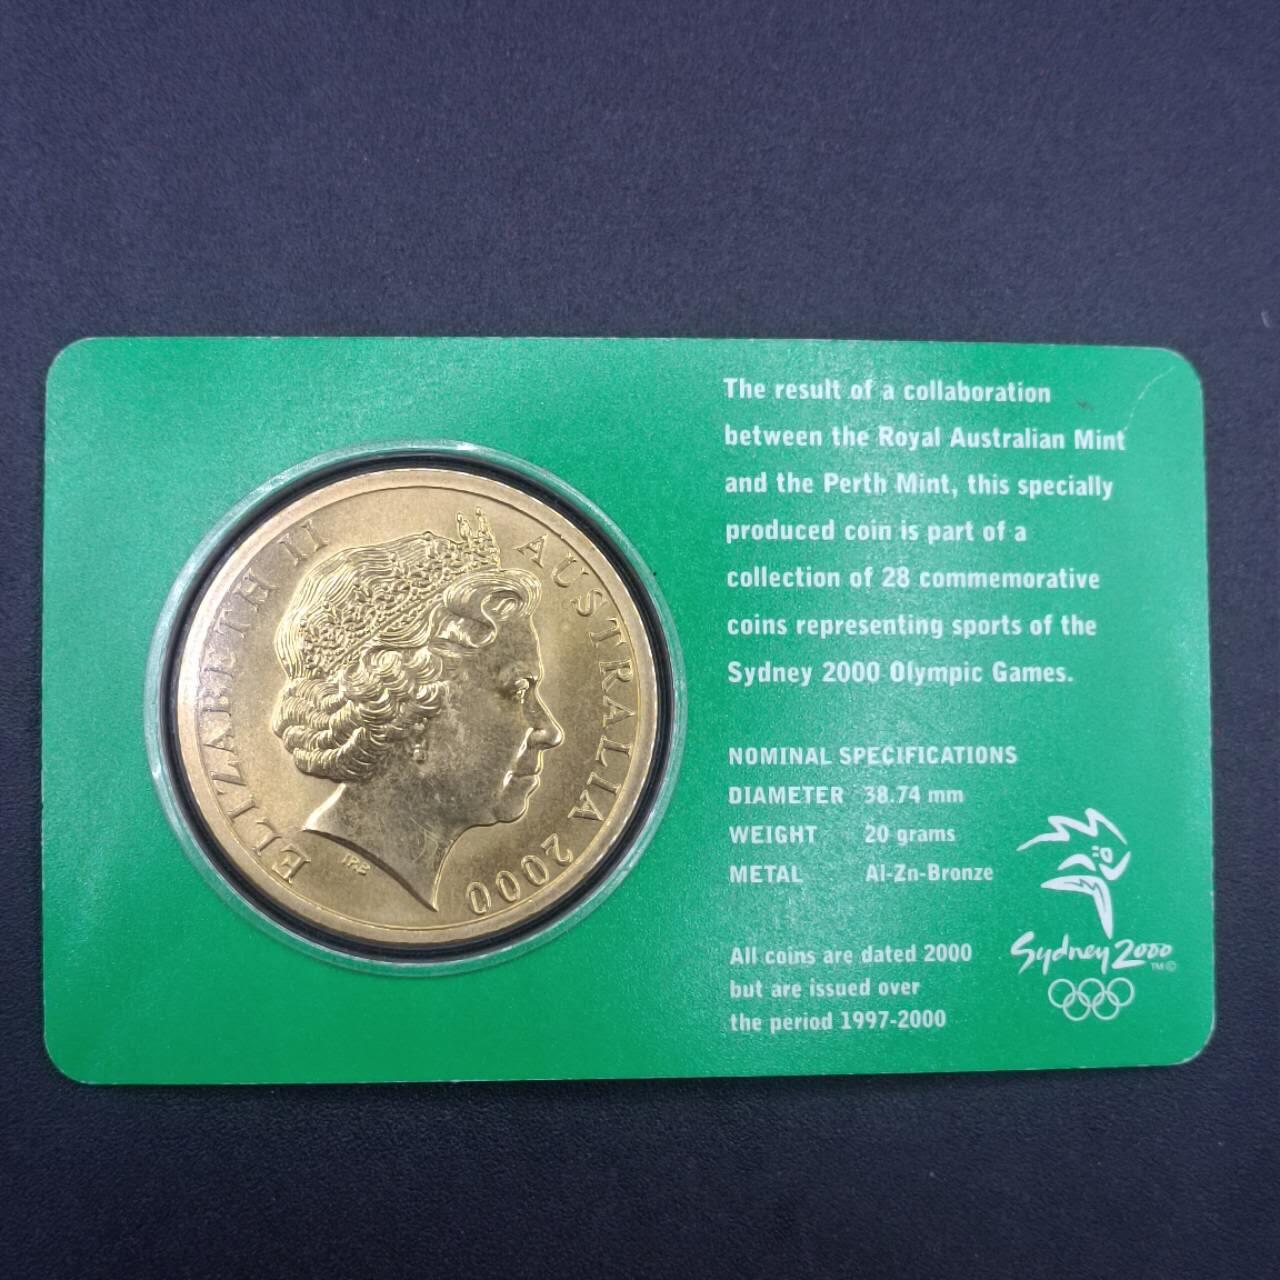 ELIZABETH II
AUSTRALIA 2000
IRB
The result of a collaboration
between the Royal Australian Mint
and the Perth Mint, this specially
produced coin is part of a
collection of 28 commemorative
coins representing sports of the
Sydney 2000 Olympic Games.
NOMINAL SPECIFICATIONS
DIAMETER 38.74 mm
WEIGHT 20 grams
METAL Al-Zn-Bronze
All coins are dated 2000
but are issued over
the period 1997-2000
Sydney 2000
TM ©